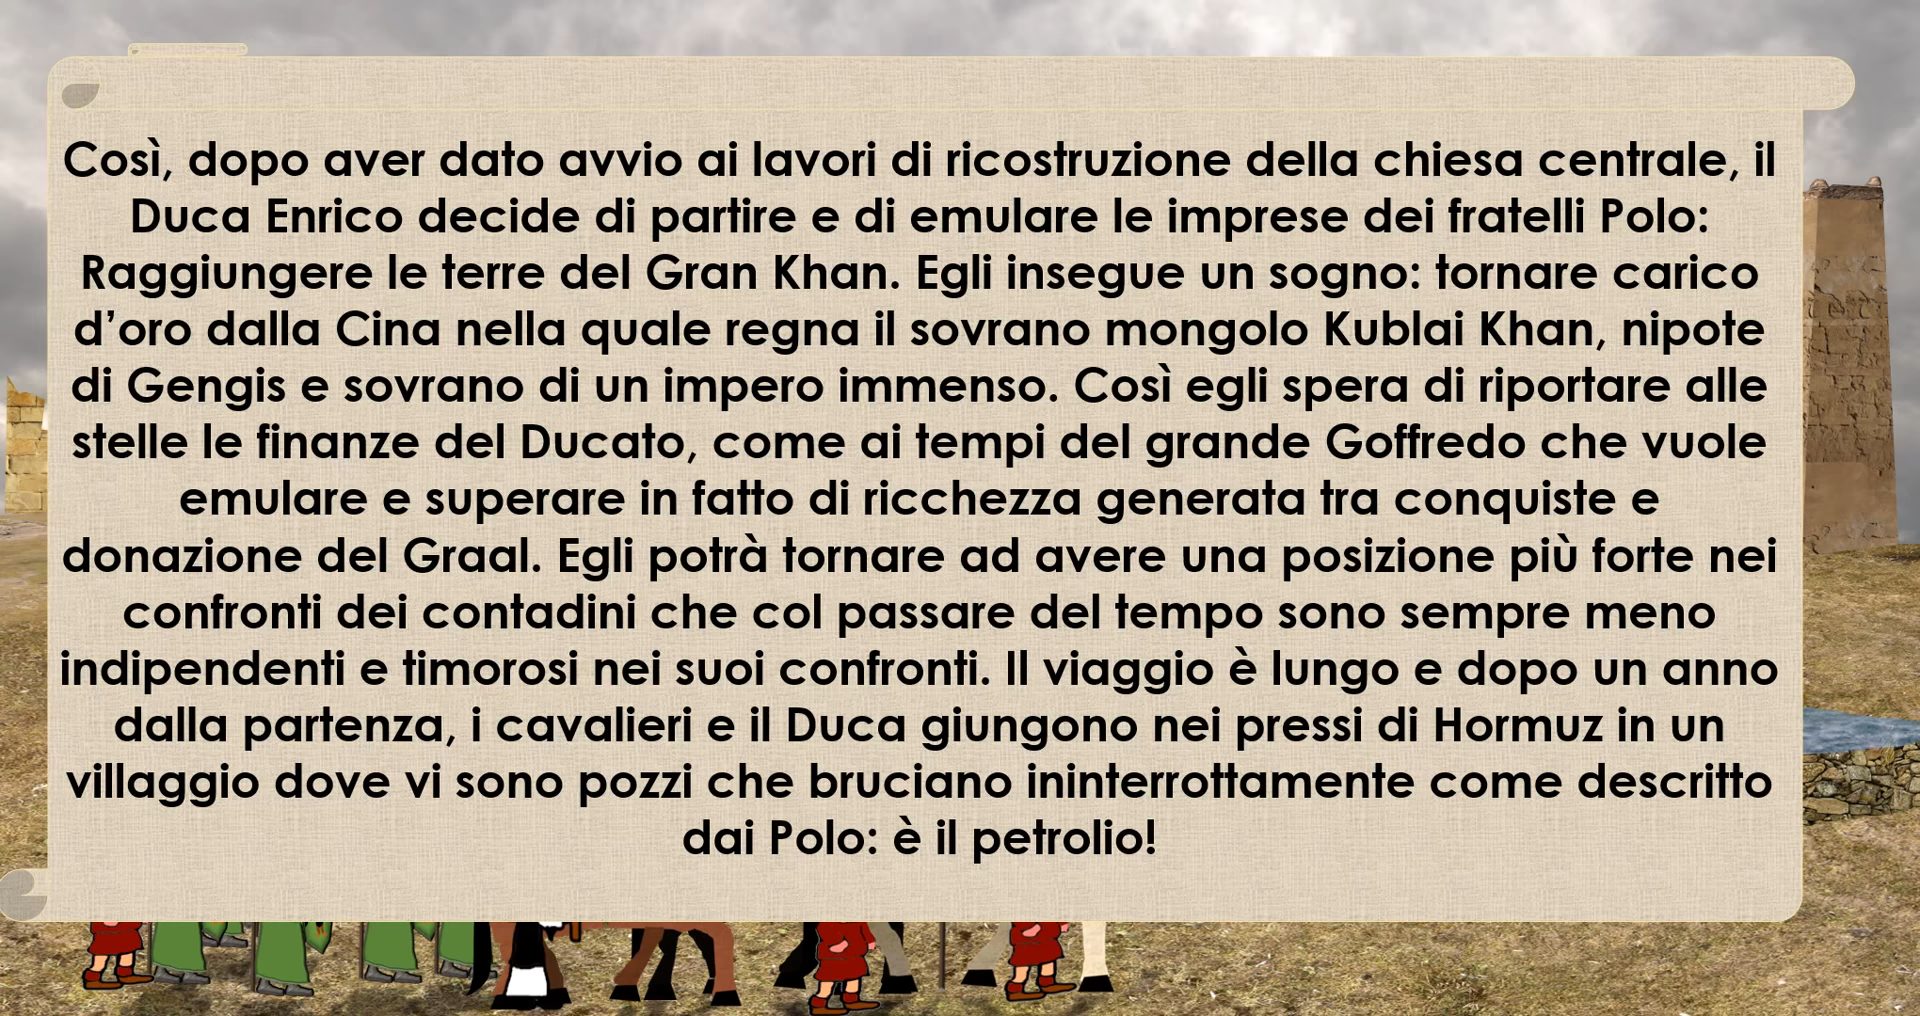 Così, dopo aver dato avvio ai lavori di ricostruzione della chiesa centrale, il
Duca Enrico decide di partire e di emulare le imprese dei fratelli Polo:
Raggiungere le terre del Gran Khan. Egli insegue un sogno: tornare carico
d’oro dalla Cina nella quale regna il sovrano mongolo Kublai Khan, nipote
di Gengis e sovrano di un impero immenso. Così egli spera di riportare alle
stelle le finanze del Ducato, come ai tempi del grande Goffredo che vuole
emulare e superare in fatto di ricchezza generata tra conquiste e
donazione del Graal. Egli potrà tornare ad avere una posizione più forte nei
confronti dei contadini che col passare del tempo sono sempre meno
indipendenti e timorosi nei suoi confronti. Il viaggio è lungo e dopo un anno
dalla partenza, i cavalieri e il Duca giungono nei pressi di Hormuz in un
villaggio dove vi sono pozzi che bruciano ininterrottamente come descritto
dai Polo: è il petrolio!